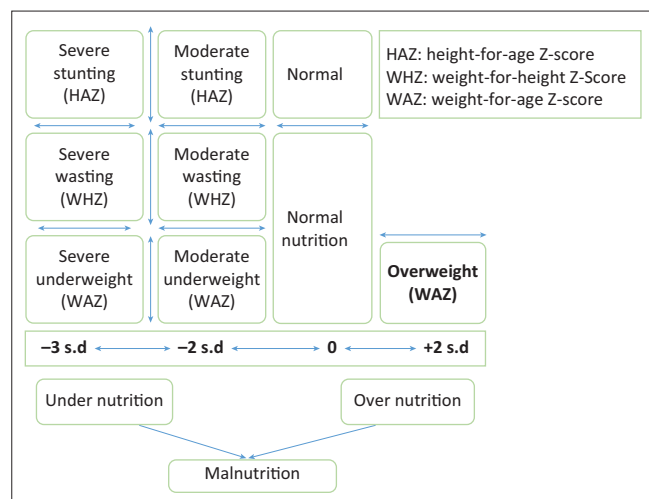 Severe
stunting
(HAZ)
Moderate
stunting
(HAZ)
Normal
HAZ: height-for-age Z-score
WHZ: weight-for-height Z-Score
WAZ: weight-for-age Z-score
Severe
wasting
(WHZ)
Moderate
wasting
(WHZ)
Normal
nutrition
Severe
underweight
(WAZ)
Moderate
underweight
(WAZ)
Overweight
(WAZ)
–3 s.d –2 s.d 0 +2 s.d
Under nutrition
Over nutrition
Malnutrition